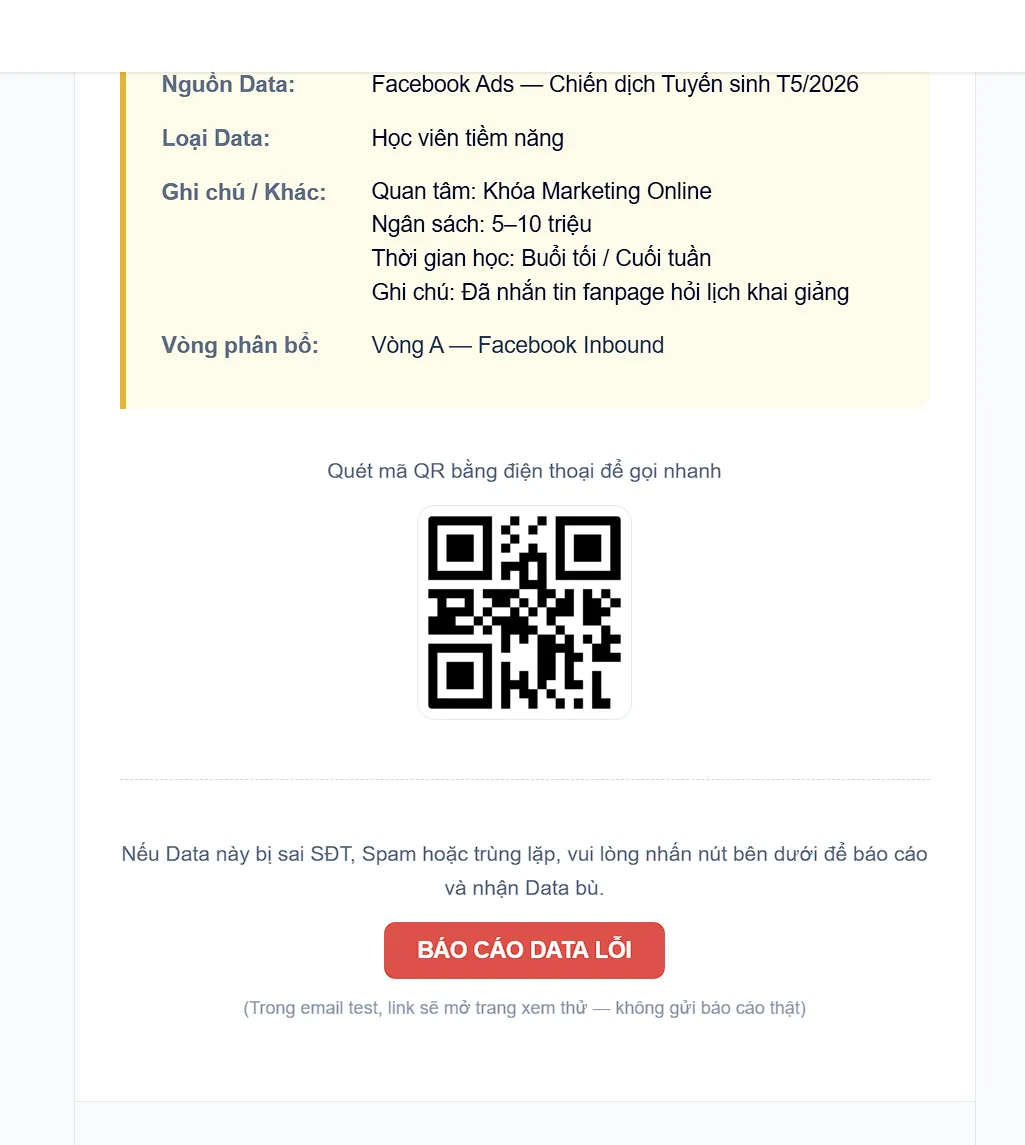 Nguồn Data: Facebook Ads — Chiến dịch Tuyển sinh T5/2026
Loại Data: Học viên tiềm năng
Ghi chú / Khác: Quan tâm: Khóa Marketing Online
Ngân sách: 5–10 triệu
Thời gian học: Buổi tối / Cuối tuần
Ghi chú: Đã nhắn tin fanpage hỏi lịch khai giảng
Vòng phân bổ: Vòng A — Facebook Inbound
Quét mã QR bằng điện thoại để gọi nhanh
Nếu Data này bị sai SĐT, Spam hoặc trùng lặp, vui lòng nhấn nút bên dưới để báo cáo
và nhận Data bù.
BÁO CÁO DATA LỖI
(Trong email test, link sẽ mở trang xem thử — không gửi báo cáo thật)